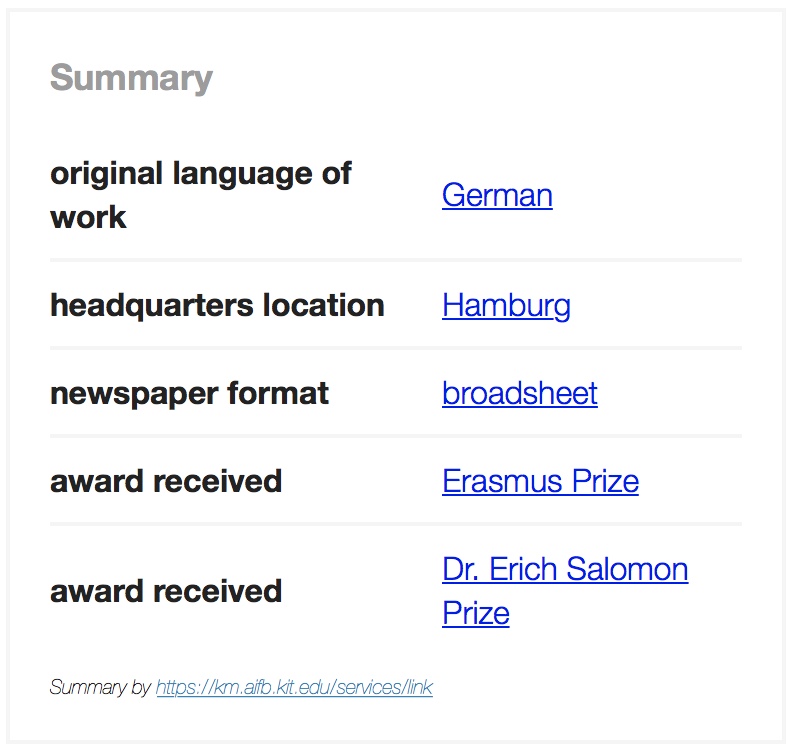 Summary
original language of
work
German
headquarters location
Hamburg
newspaper format
broadsheet
award received
Erasmus Prize
award received
Dr. Erich Salomon
Prize
Summary by https://km.aifb.kit.edu/services/link